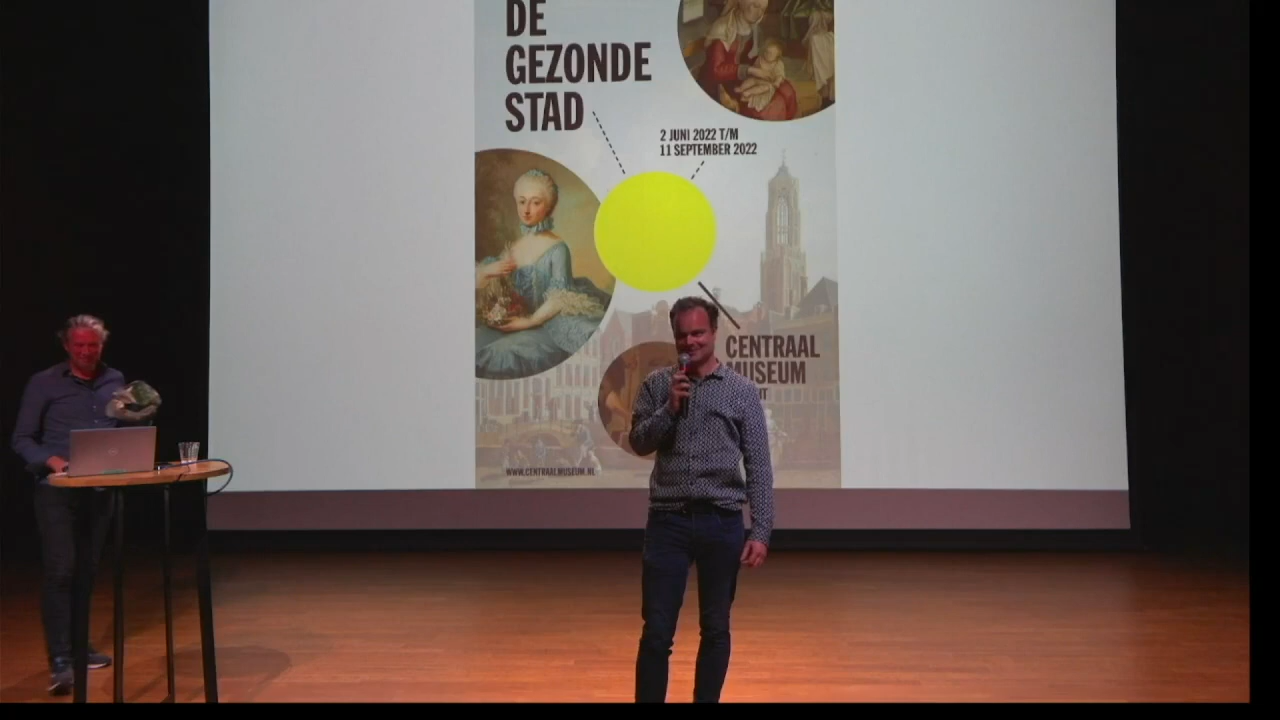 DE
GEZONDE
STAD
2 JUNI 2022 T/M
11 SEPTEMBER 2022
CENTRAAL
MUSEUM
WWW.CENTRAALMUSEUM.NL